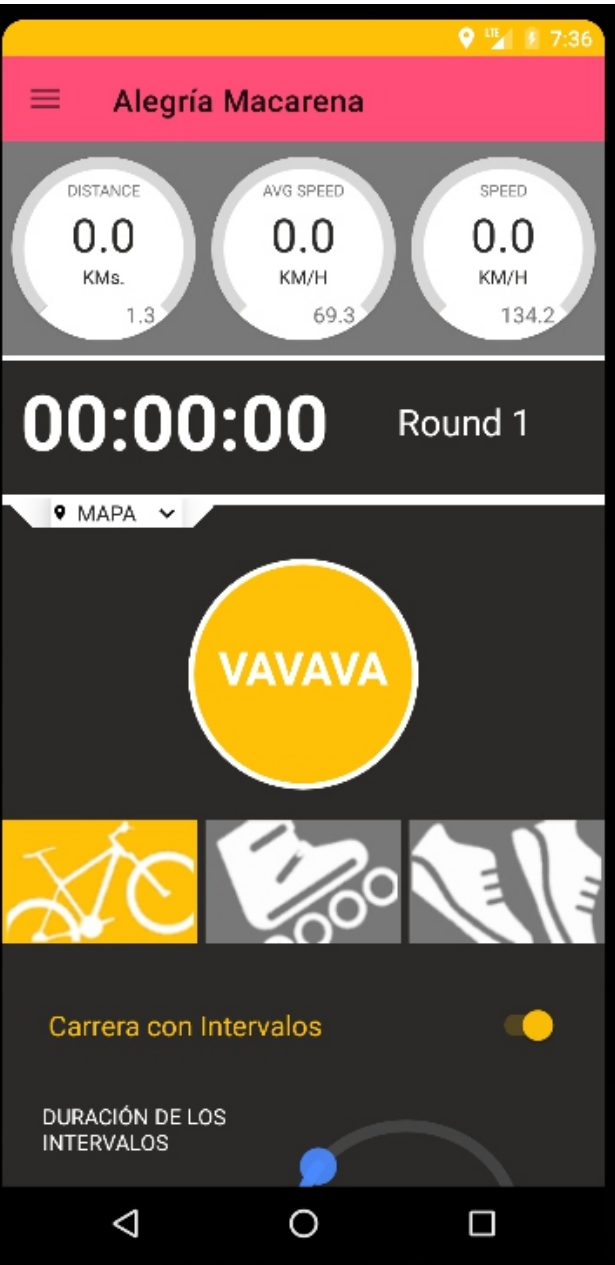 LTE 7:36
Alegría Macarena
DISTANCE
0.0
KMs.
1.3
AVG SPEED
0.0
KM/H
69.3
SPEED
0.0
KM/H
134.2
00:00:00 Round 1
MAPA
VAVAVA
Carrera con Intervalos
DURACIÓN DE LOS
INTERVALOS